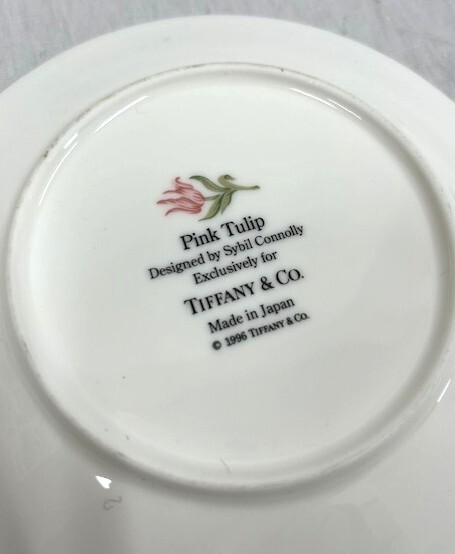 Pink Tulip
Designed by Sybil Connolly
Exclusively for
TIFFANY & CO.
Made in Japan
© 1996 TIFFANY & CO.